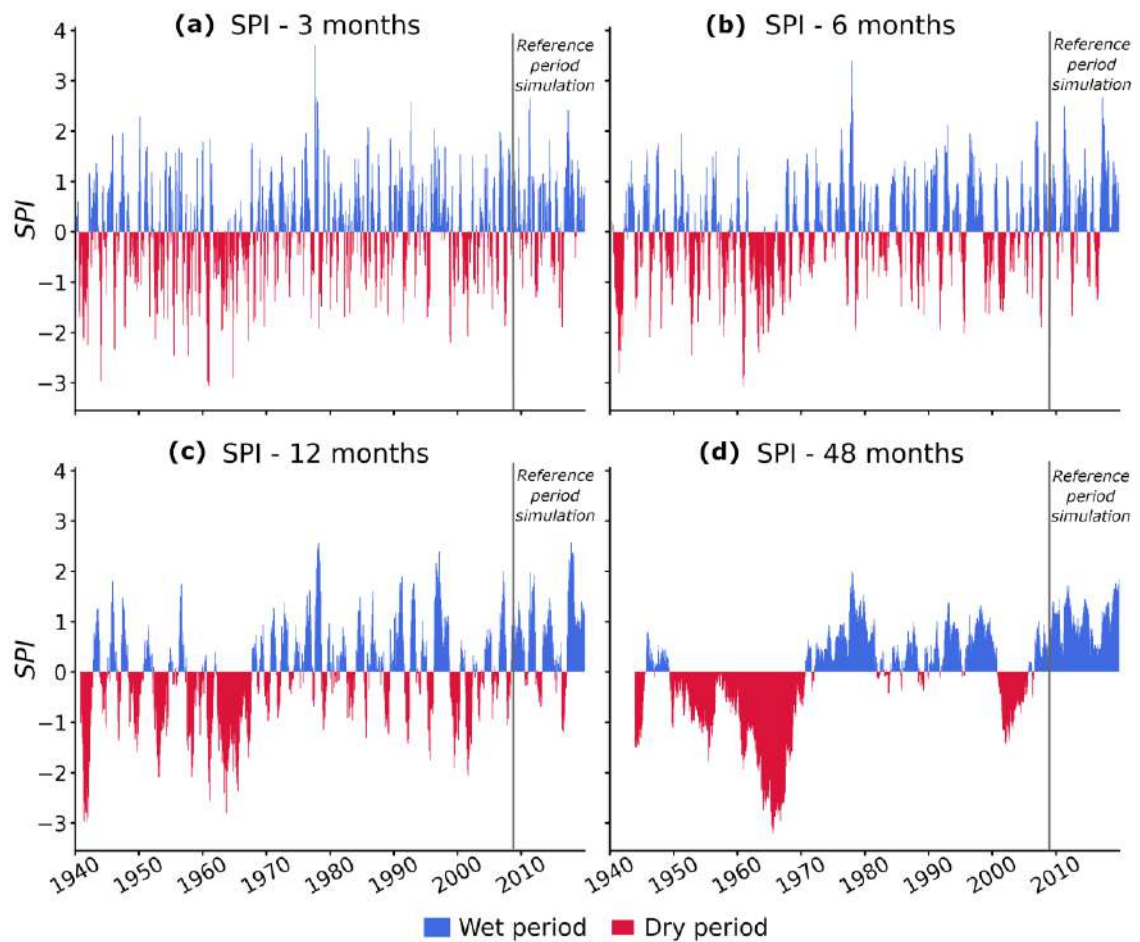 (a) SPI - 3 months
(b) SPI - 6 months
Reference
period
simulation
Reference
period
simulation
4
3
2
1
0
−1
−2
−3
SPI
(c) SPI - 12 months
(d) SPI - 48 months
Reference
period
simulation
Reference
period
simulation
4
3
2
1
0
−1
−2
−3
SPI
1940 1950 1960 1970 1980 1990 2000 2010
1940 1950 1960 1970 1980 1990 2000 2010
Wet period Dry period